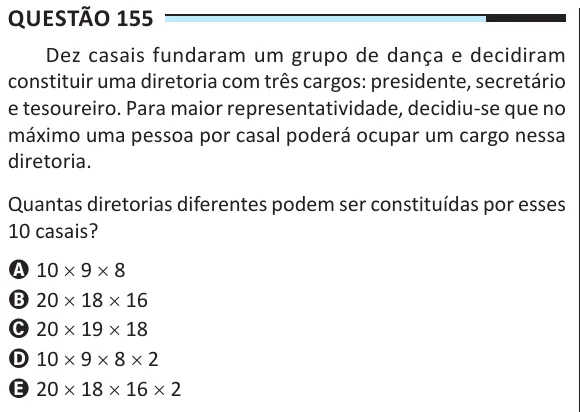 QUESTÃO 155
Dez casais fundaram um grupo de dança e decidiram
constituir uma diretoria com três cargos: presidente, secretário
e tesoureiro. Para maior representatividade, decidiu-se que no
máximo uma pessoa por casal poderá ocupar um cargo nessa
diretoria.
Quantas diretorias diferentes podem ser constituídas por esses
10 casais?
A 10 × 9 × 8
B 20 × 18 × 16
C 20 × 19 × 18
D 10 × 9 × 8 × 2
E 20 × 18 × 16 × 2